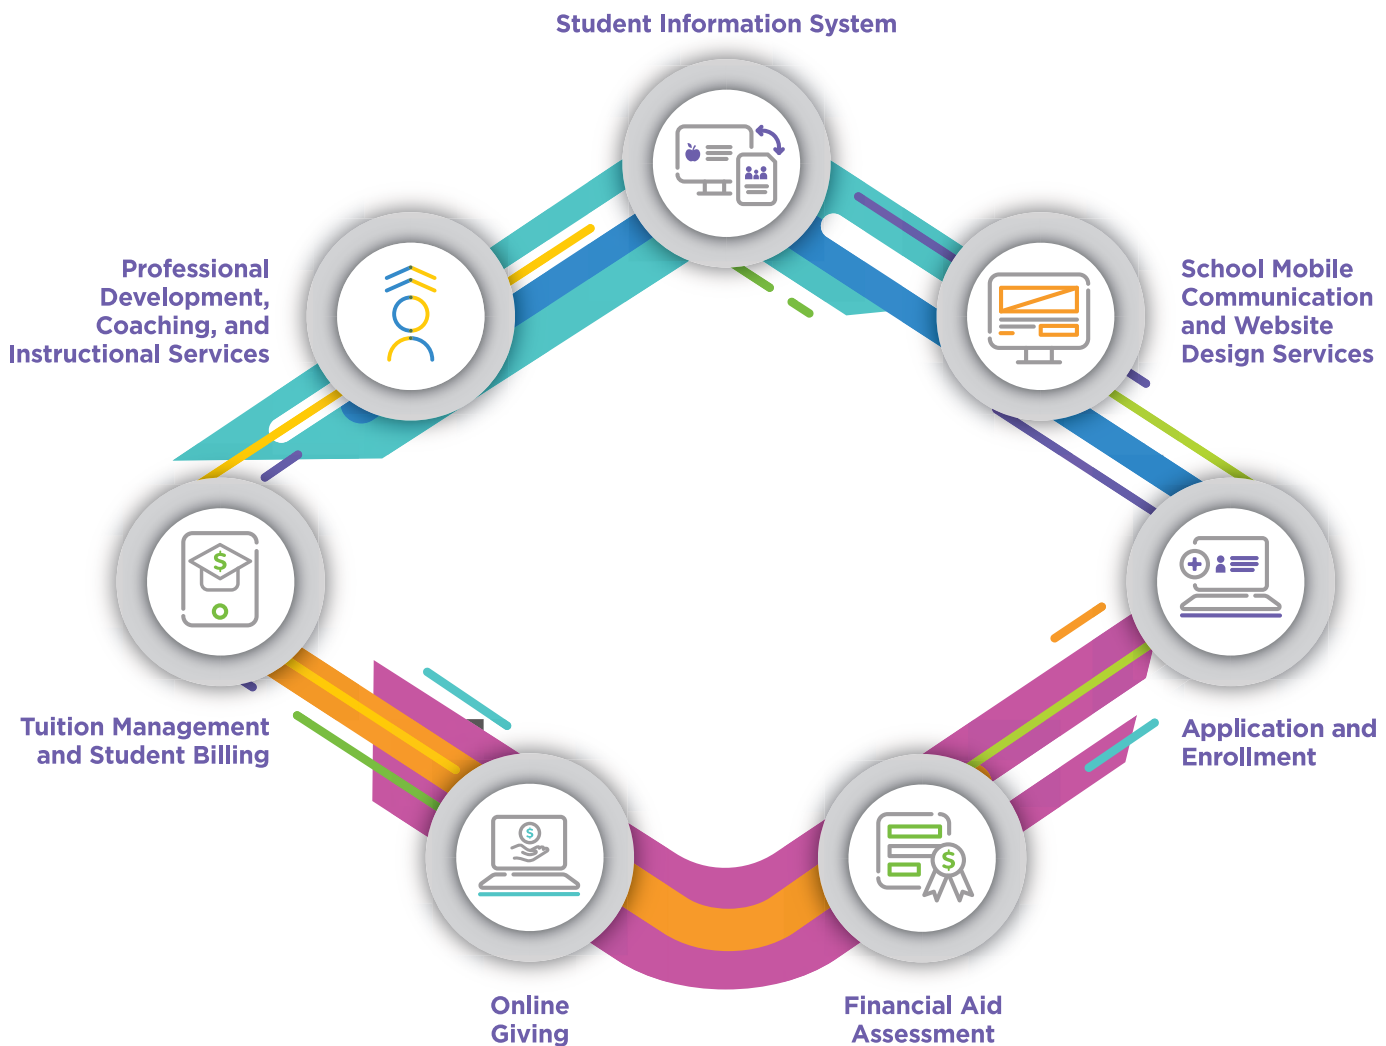 Student Information System
Professional
Development,
Coaching, and
Instructional Services
School Mobile
Communication
and Website
Design Services
$
Tuition Management
and Student Billing
Application and
Enrollment
$
$
Online
Giving
Financial Aid
Assessment